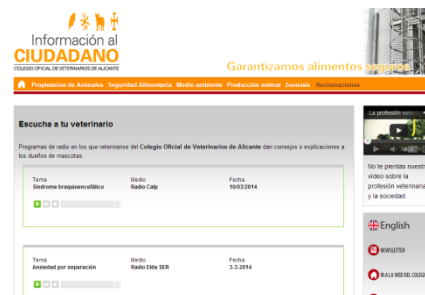 Información al
CIUDADANO
COLEGIO OFICIAL DE VETERINARIOS DE ALICANTE
Garantizamos alimentos seguros
Propietarios de Animales Seguridad Alimentaria Medio ambiente Producción animal Zoonosis Reclamaciones
Escucha a tu veterinario
Programas de radio en los que veterinarios del Colegio Oficial de Veterinarios de Alicante dan consejos o explicaciones a
los dueños de mascotas
Tema Medio Fecha
Síndrome braquioencefálico Radio Calp 10/03/2014
Tema Medio Fecha
Ansiedad por separación Radio Elda SER 3-3-2014
La profesión
No te pierdas nuestr
vídeo sobre la
profesión veterinaria
y la sociedad
English
NEWSLETTER
IR A LA WEB DEL COLEGI